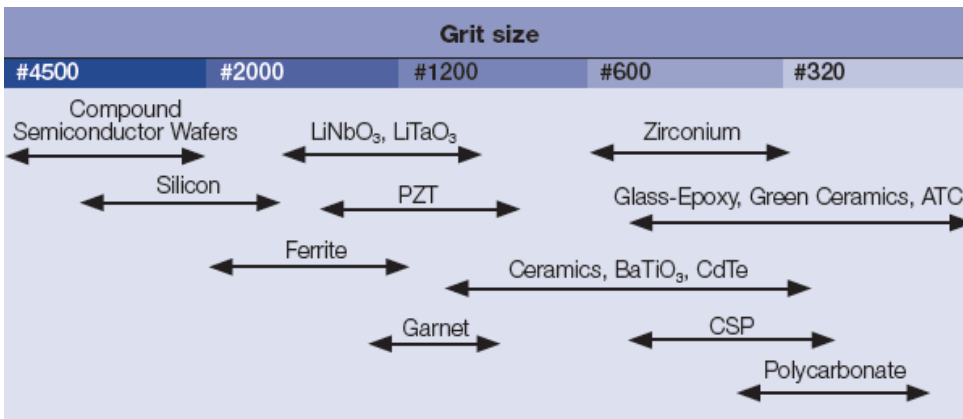 Grit size
#4500 #2000 #1200 #600 #320
Compound
Semiconductor Wafers
LiNbO₃, LiTaO₃
Zirconium
Silicon
PZT
Glass-Epoxy, Green Ceramics, ATC
Ferrite
Ceramics, BaTiO₃, CdTe
Garnet
CSP
Polycarbonate